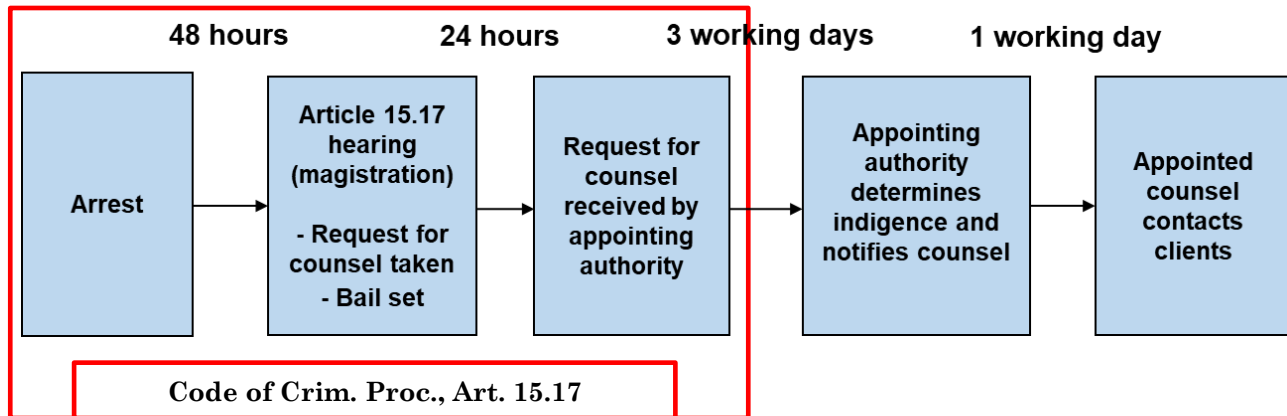 48 hours
24 hours
3 working days
1 working day
Arrest
Article 15.17
hearing
(magistration)
- Request for
counsel taken
- Bail set
Request for
counsel
received by
appointing
authority
Appointing
authority
determines
indigence and
notifies counsel
Appointed
counsel
contacts
clients
Code of Crim. Proc., Art. 15.17